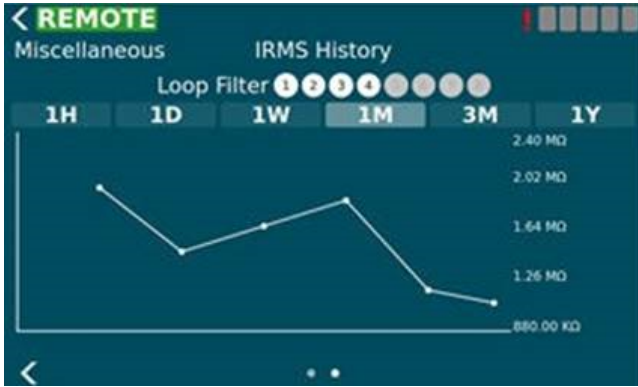 REMOTE
Miscellaneous IRMS History
Loop Filter 1 2 3 4
1H 1D 1W 1M 3M 1Y
2.40 MΩ
2.02 MΩ
1.64 MΩ
1.26 MΩ
880.00 KΩ